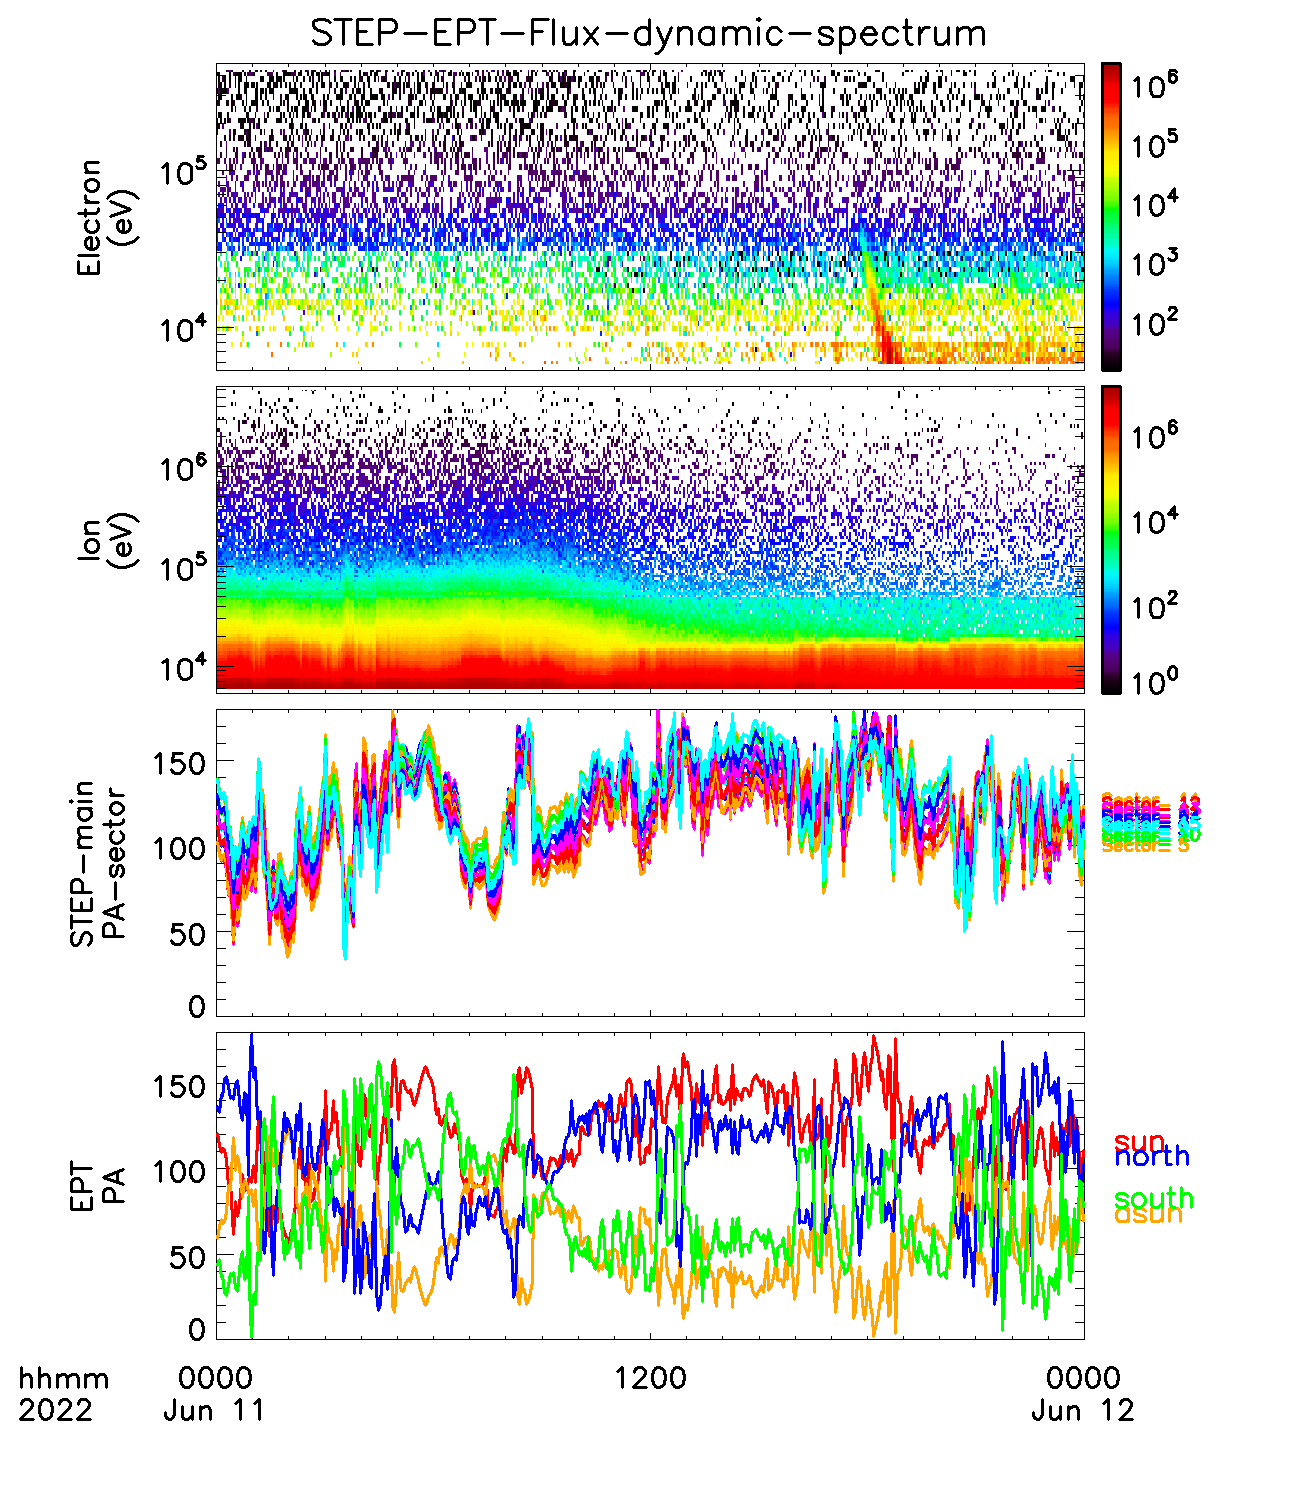 STEP-EPT-Flux-dynamic-spectrum
Electron
(eV)
10^5
10^4
10^6
10^5
10^4
10^3
10^2
Ion
(eV)
10^6
10^5
10^4
10^6
10^4
10^2
10^0
STEP-main
PA-sector
150
100
50
0
Sector= 5
EPT
PA
150
100
50
0
sun
north
south
asun
hhmm
2022
0000
Jun 11
1200
0000
Jun 12